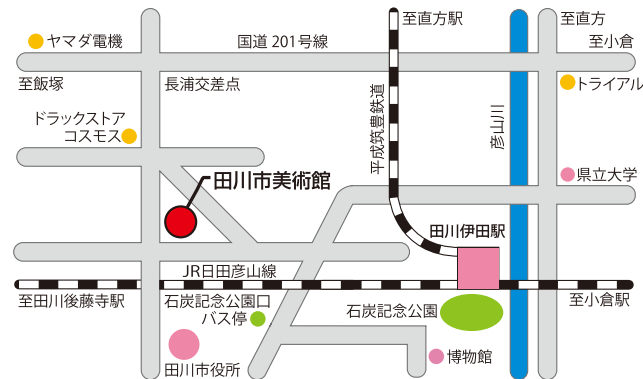 至直方駅
至直方
ヤマダ電機
国道 201号線
至小倉
至飯塚
長浦交差点
トライアル
平成筑豊鉄道
彦山川
ドラックストア
コスモス
県立大学
田川市美術館
田川伊田駅
JR日田彦山線
至田川後藤寺駅
石炭記念公園口
バス停
石炭記念公園
至小倉駅
博物館
田川市役所